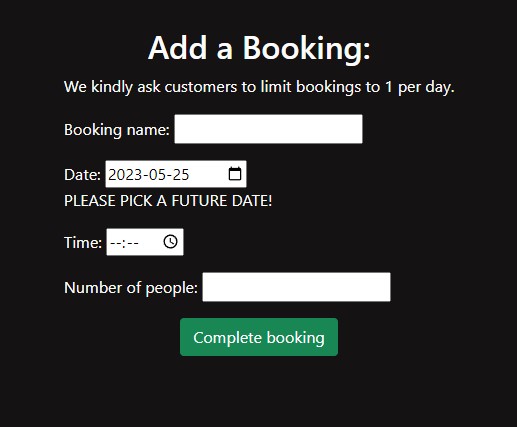 Add a Booking:
We kindly ask customers to limit bookings to 1 per day.
Booking name:
Date: 2023-05-25
PLEASE PICK A FUTURE DATE!
Time: --:--
Number of people:
Complete booking